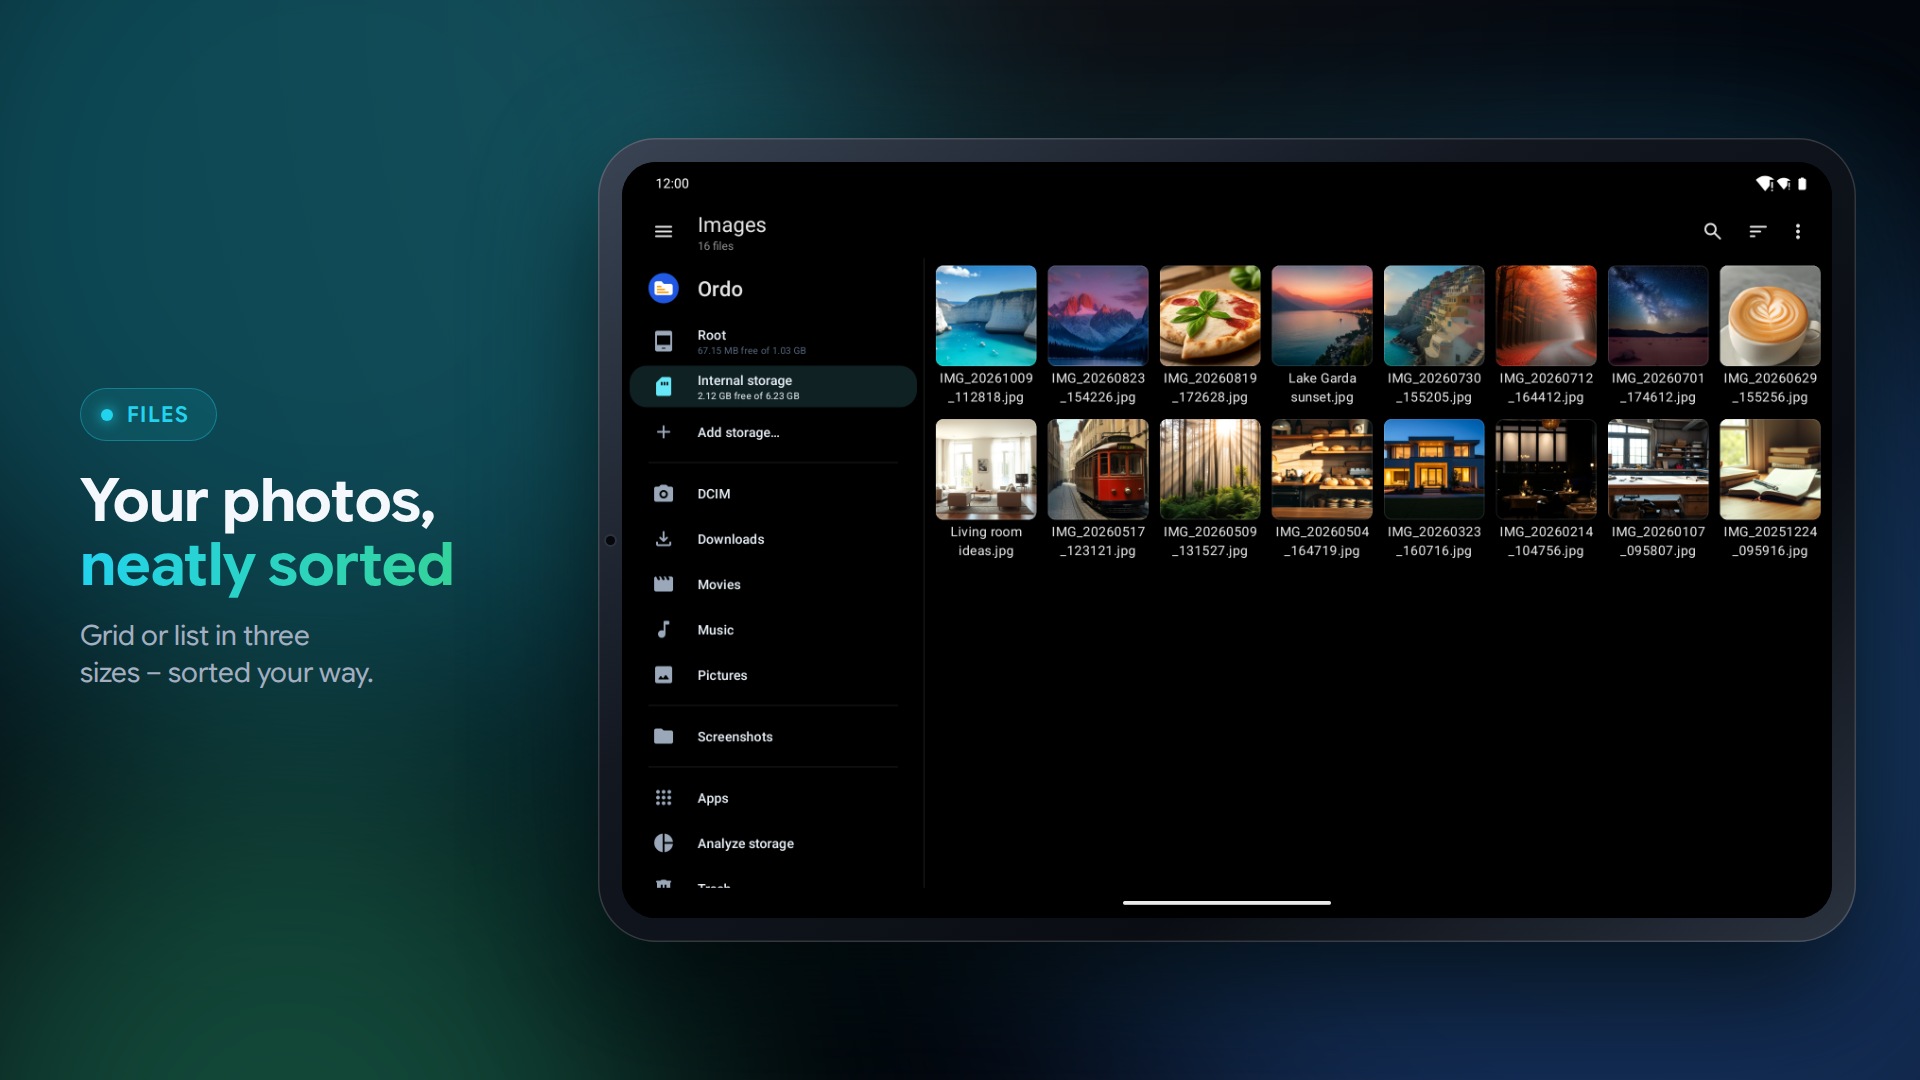 FILES
Your photos,
neatly sorted
Grid or list in three
sizes – sorted your way.
12:00
Images
16 files
Ordo
Root
67.15 MB free of 1.03 GB
Internal storage
2.12 GB free of 6.23 GB
Add storage...
DCIM
Downloads
Movies
Music
Pictures
Screenshots
Apps
Analyze storage
Trash
IMG_20261009
_112818.jpg
IMG_20260823
_154226.jpg
IMG_20260819
_172628.jpg
Lake Garda
sunset.jpg
IMG_20260730
_155205.jpg
IMG_20260712
_164412.jpg
IMG_20260701
_174612.jpg
IMG_20260629
_155256.jpg
Living room
ideas.jpg
IMG_20260517
_123121.jpg
IMG_20260509
_131527.jpg
IMG_20260504
_164719.jpg
IMG_20260323
_160716.jpg
IMG_20260214
_104756.jpg
IMG_20260107
_095807.jpg
IMG_20251224
_095916.jpg